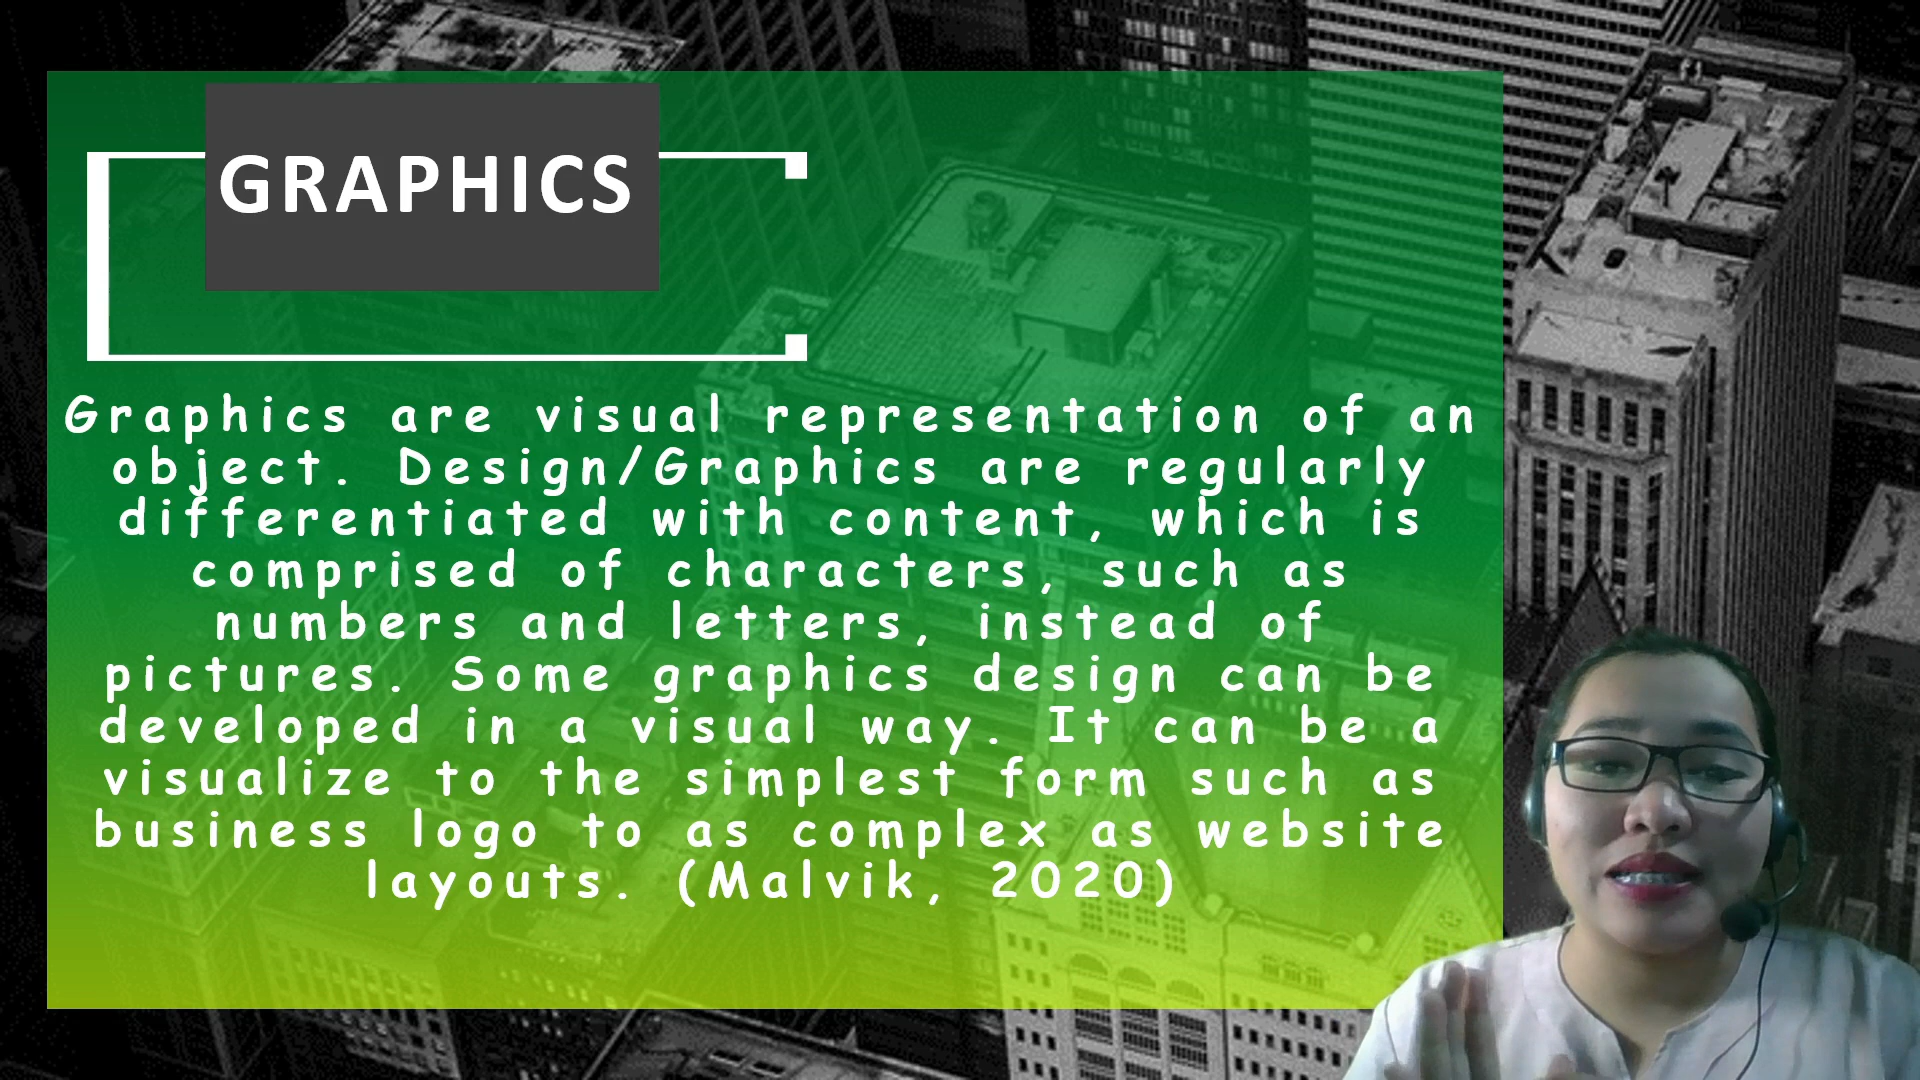 GRAPHICS
Graphics are visual representation of an
object. Design/Graphics are regularly
differentiated with content, which is
comprised of characters, such as
numbers and letters, instead of
pictures. Some graphics design can be
developed in a visual way. It can be a
visualize to the simplest form such as
business logo to as complex as website
layouts. (Malvik, 2020)